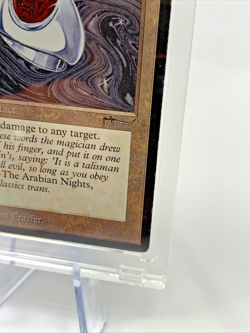 damage to any target.
ese words the magician drew
f his finger, and put it on one
n's, saying: 'It is a talisman
l evil, so long as you obey
—The Arabian Nights,
lassics trans.
Frazier